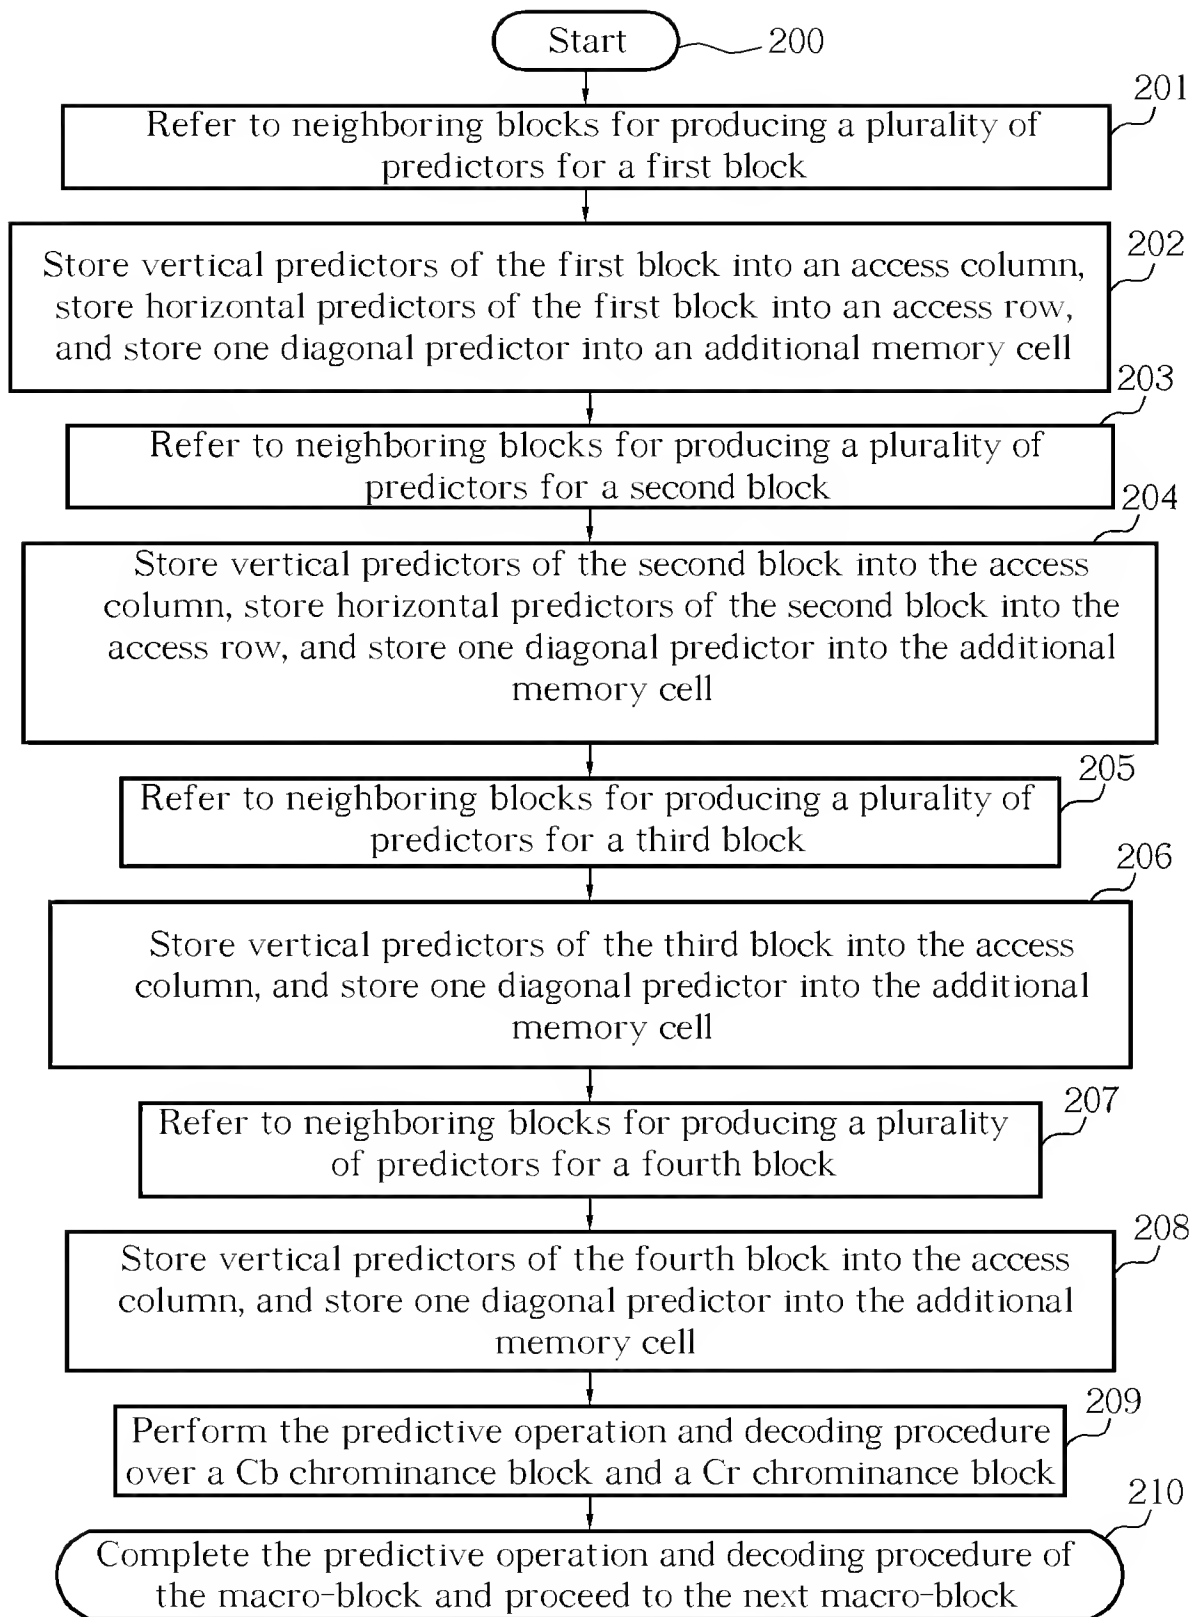 Start
200
201
Refer to neighboring blocks for producing a plurality of
predictors for a first block
202
Store vertical predictors of the first block into an access column,
store horizontal predictors of the first block into an access row,
and store one diagonal predictor into an additional memory cell
203
Refer to neighboring blocks for producing a plurality of
predictors for a second block
204
Store vertical predictors of the second block into the access
column, store horizontal predictors of the second block into the
access row, and store one diagonal predictor into the additional
memory cell
205
Refer to neighboring blocks for producing a plurality of
predictors for a third block
206
Store vertical predictors of the third block into the access
column, and store one diagonal predictor into the additional
memory cell
207
Refer to neighboring blocks for producing a plurality
of predictors for a fourth block
208
Store vertical predictors of the fourth block into the access
column, and store one diagonal predictor into the additional
memory cell
209
Perform the predictive operation and decoding procedure
over a Cb chrominance block and a Cr chrominance block
210
Complete the predictive operation and decoding procedure of
the macro-block and proceed to the next macro-block